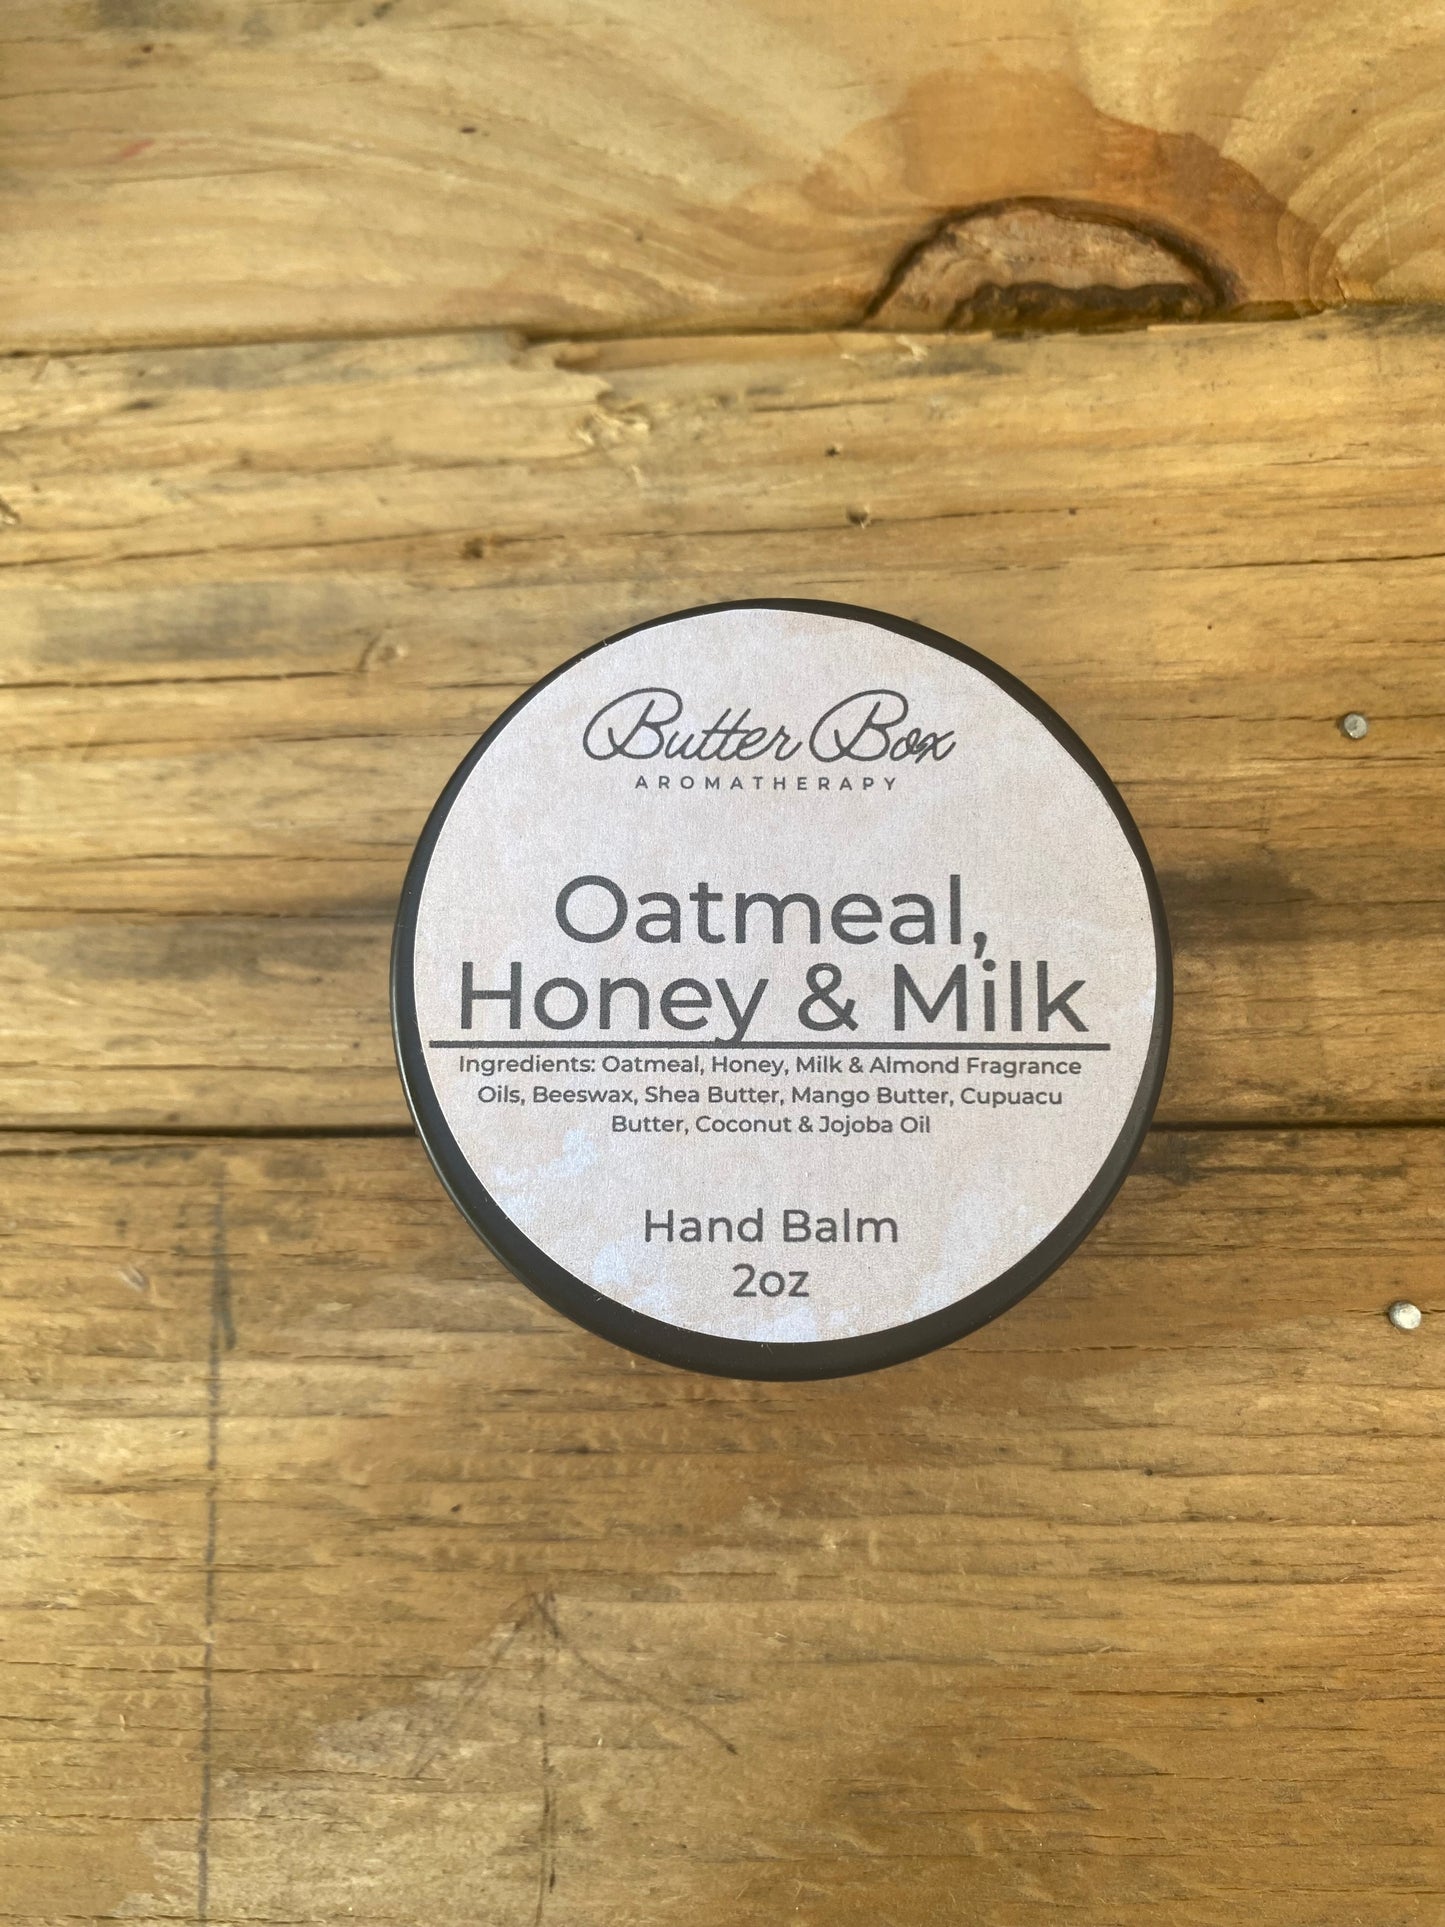 Butter Box
AROMATHERAPY
Oatmeal,
Honey & Milk
Ingredients: Oatmeal, Honey, Milk & Almond Fragrance
Oils, Beeswax, Shea Butter, Mango Butter, Cupuacu
Butter, Coconut & Jojoba Oil
Hand Balm
2oz